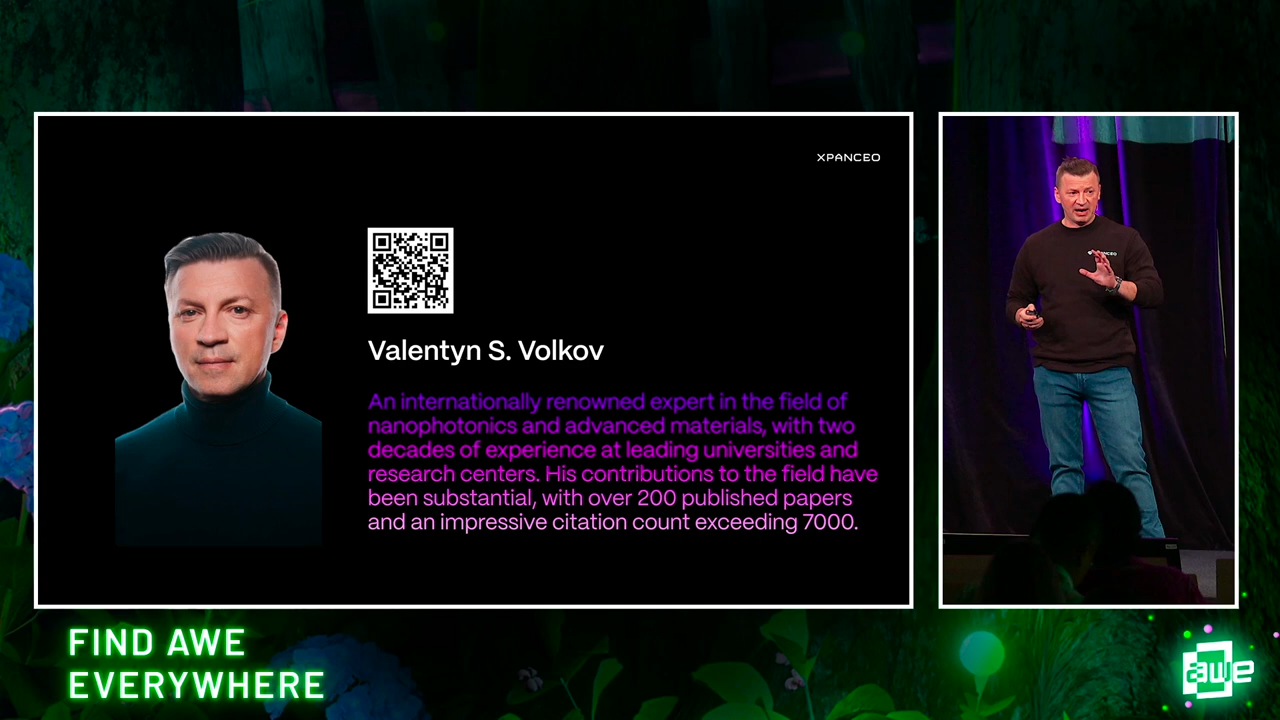 XPANCEO
Valentyn S. Volkov
An internationally renowned expert in the field of
nanophotonics and advanced materials, with two
decades of experience at leading universities and
research centers. His contributions to the field have
been substantial, with over 200 published papers
and an impressive citation count exceeding 7000.
FIND AWE
EVERYWHERE
awe